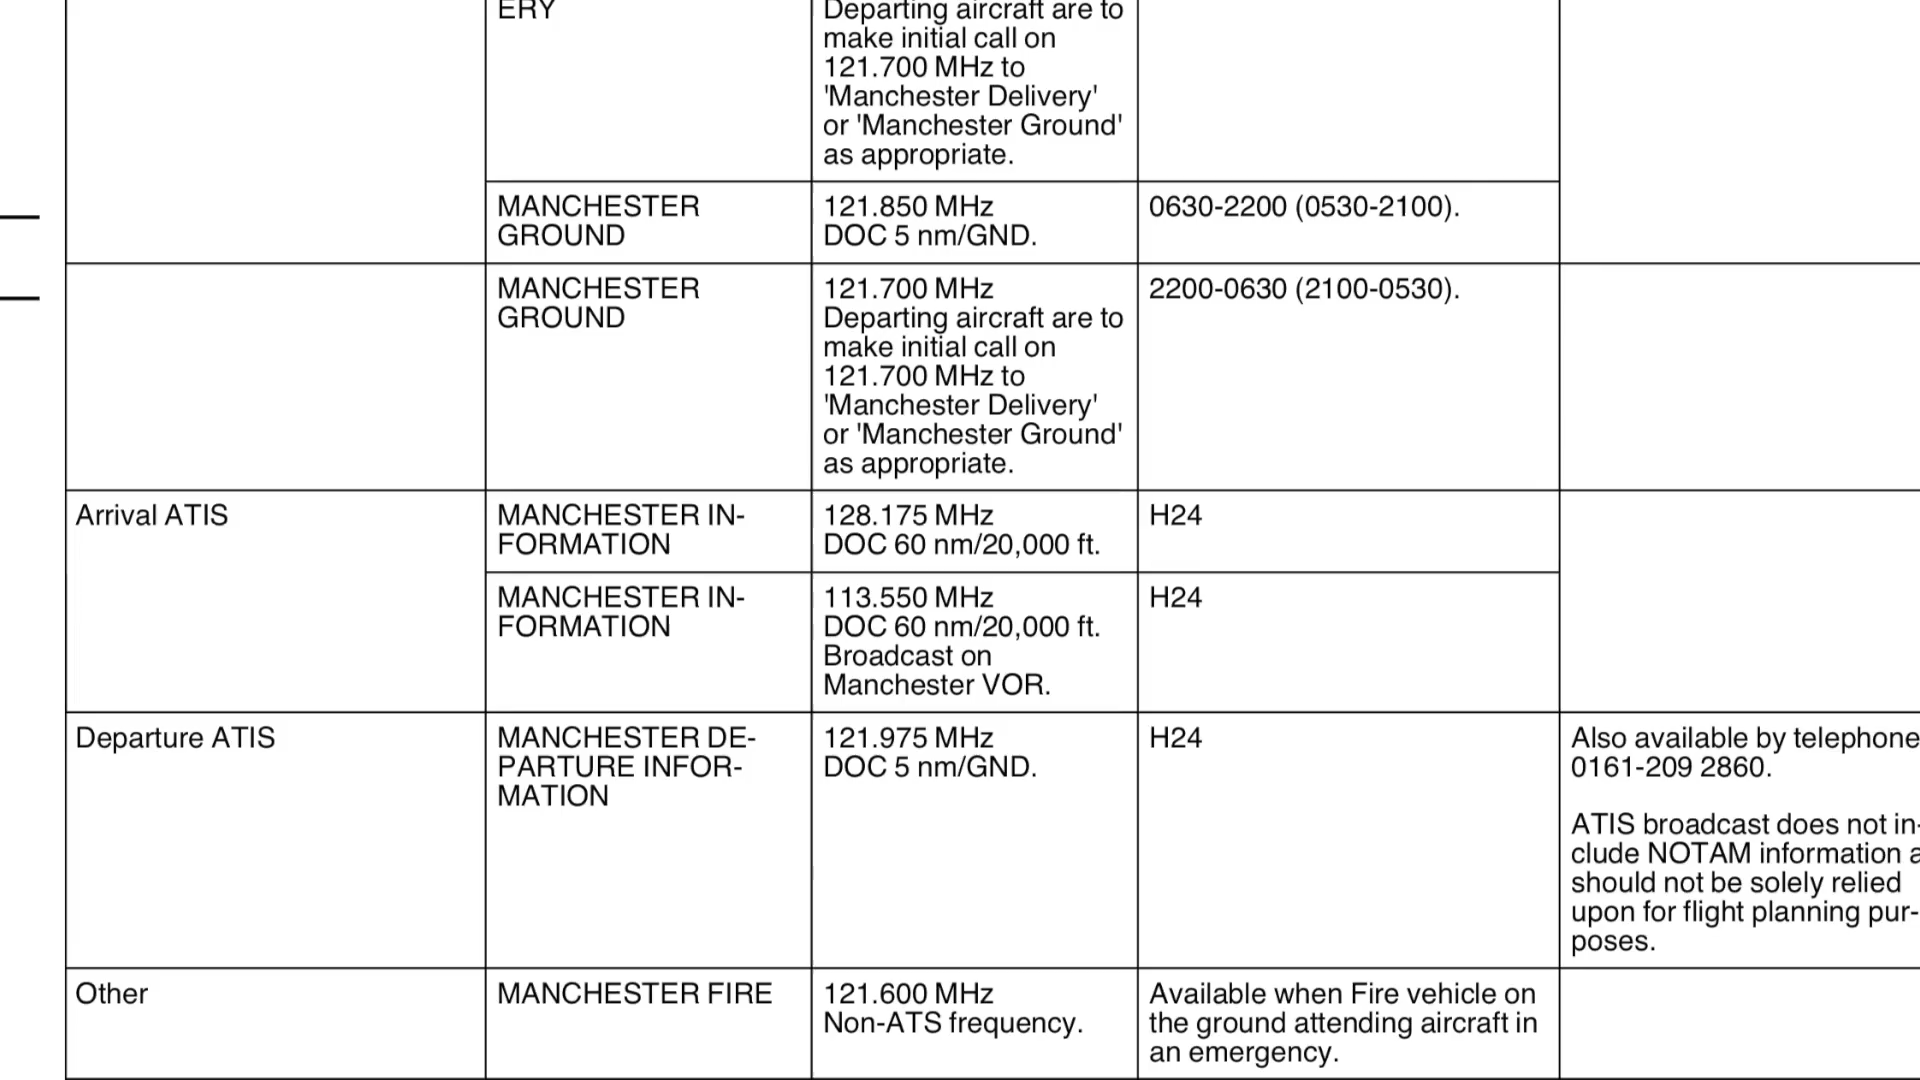 ERY
Departing aircraft are to
make initial call on
121.700 MHz to
'Manchester Delivery'
or 'Manchester Ground'
as appropriate.
MANCHESTER
GROUND
121.850 MHz
DOC 5 nm/GND.
0630-2200 (0530-2100).
MANCHESTER
GROUND
121.700 MHz
Departing aircraft are to
make initial call on
121.700 MHz to
'Manchester Delivery'
or 'Manchester Ground'
as appropriate.
2200-0630 (2100-0530).
Arrival ATIS
MANCHESTER IN-
FORMATION
128.175 MHz
DOC 60 nm/20,000 ft.
H24
MANCHESTER IN-
FORMATION
113.550 MHz
DOC 60 nm/20,000 ft.
Broadcast on
Manchester VOR.
H24
Departure ATIS
MANCHESTER DE-
PARTURE INFOR-
MATION
121.975 MHz
DOC 5 nm/GND.
H24
Also available by telephone
0161-209 2860.
ATIS broadcast does not in-
clude NOTAM information
should not be solely relied
upon for flight planning pur-
poses.
Other
MANCHESTER FIRE
121.600 MHz
Non-ATS frequency.
Available when Fire vehicle on
the ground attending aircraft in
an emergency.